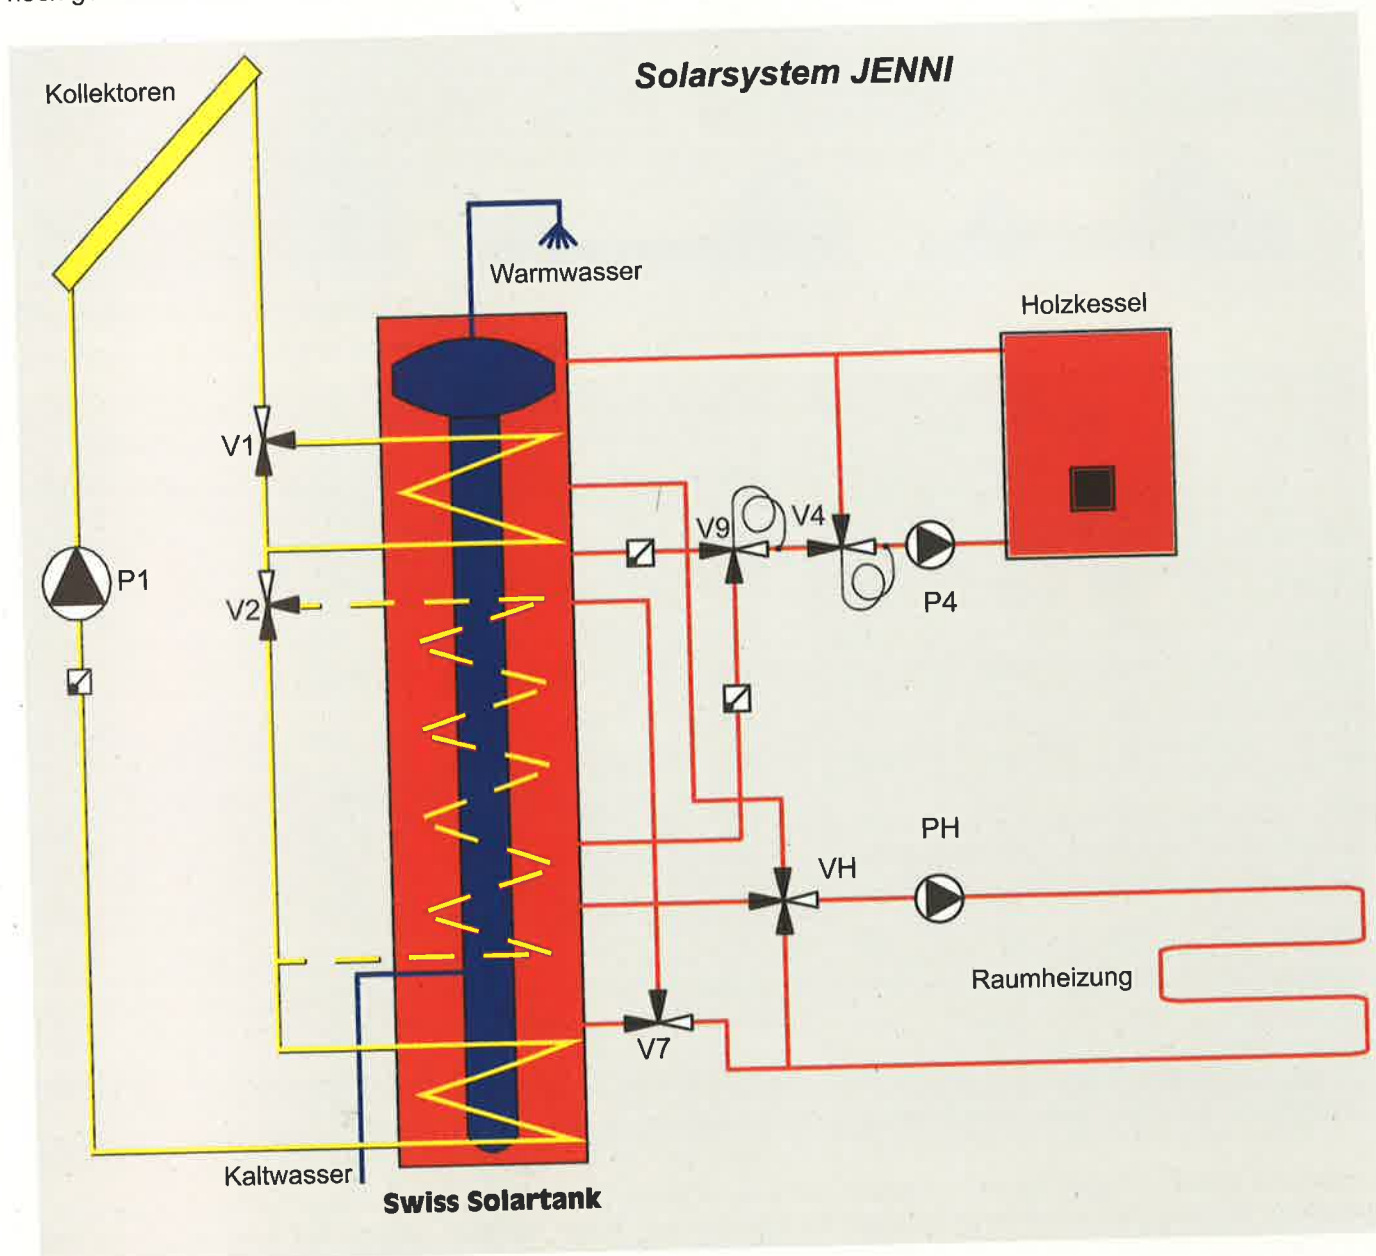 Solarsystem JENNI
Kollektoren
Warmwasser
Holzkessel
V1
V9
V4
P1
V2
P4
PH
VH
Raumheizung
V7
Kaltwasser
Swiss Solartank